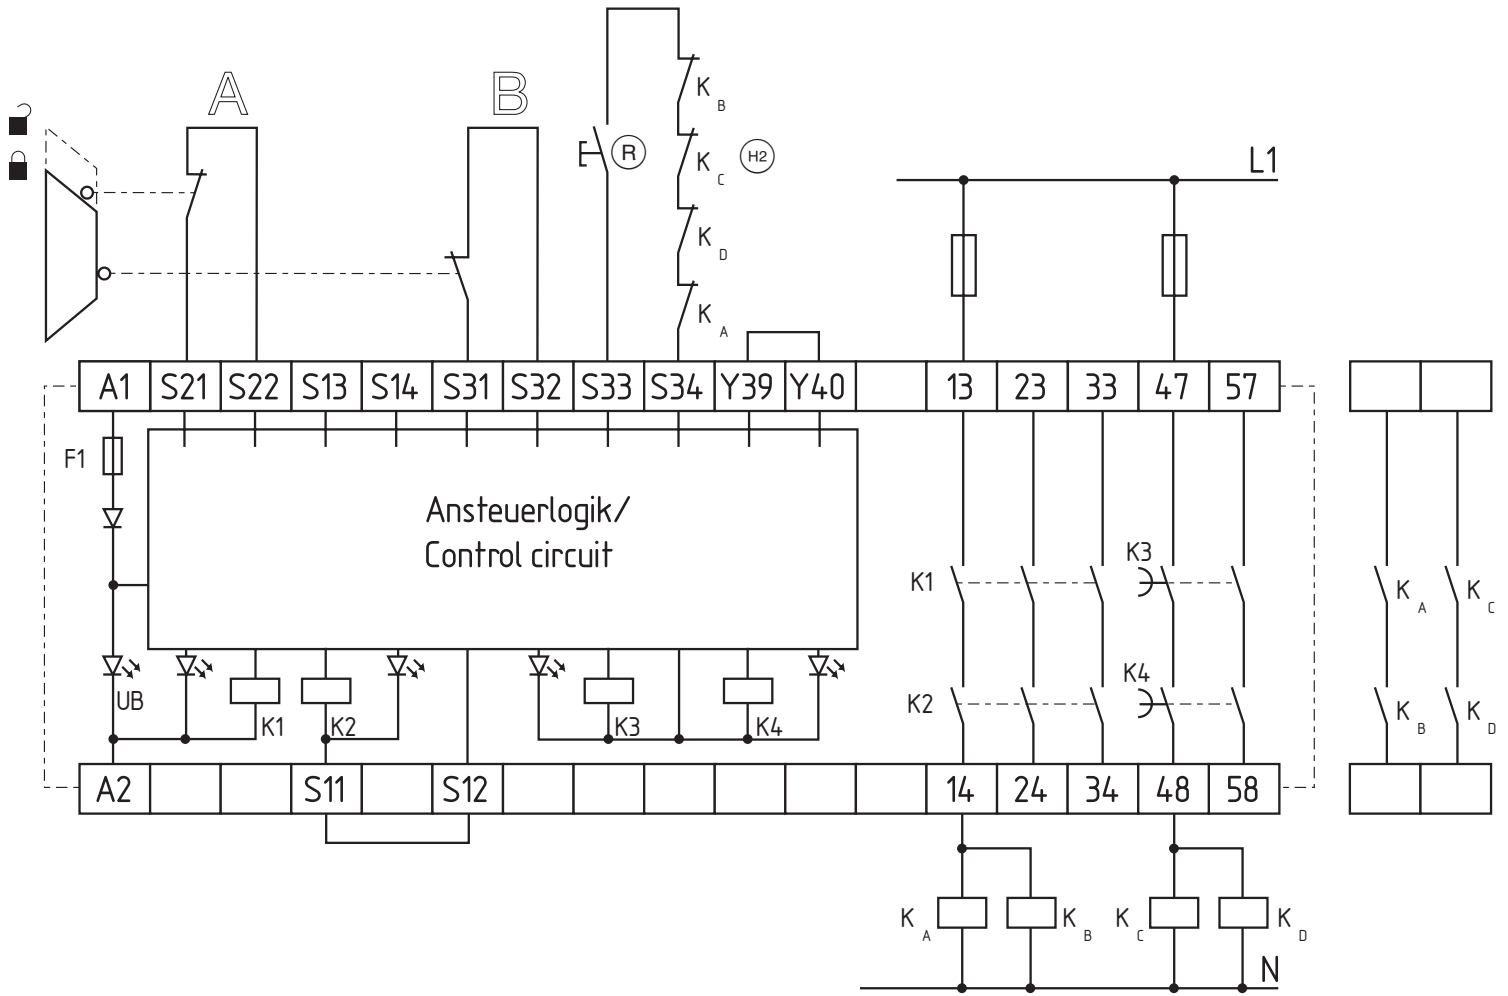 A
B
K B
R
K C
H2
L1
K D
K A
A1 S21 S22 S13 S14 S31 S32 S33 S34 Y39 Y40 13 23 33 47 57
F1
Ansteuerlogik/
Control circuit
K3
K1
K A
K C
K4
UB
K2
K B
K D
K1
K2
K3
K4
A2 S11 S12 14 24 34 48 58
K A
K B
K C
K D
N